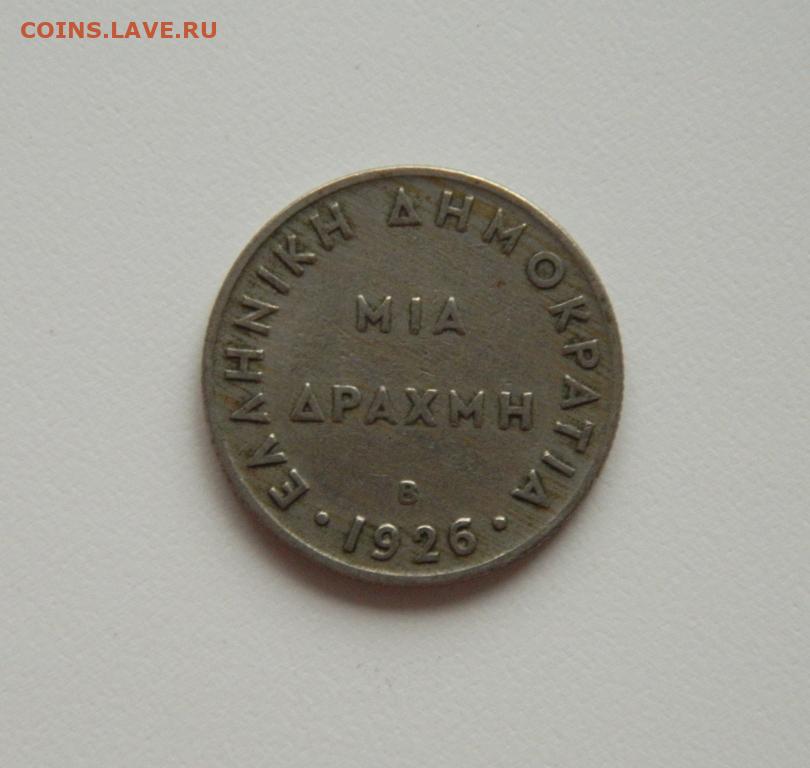 COINS.LAVE.RU
ΕΛΛΗΝΙΚΗ ΔΗΜΟΚΡΑΤΙΑ
ΜΙΑ
ΔΡΑΧΜΗ
Β
• 1926 •